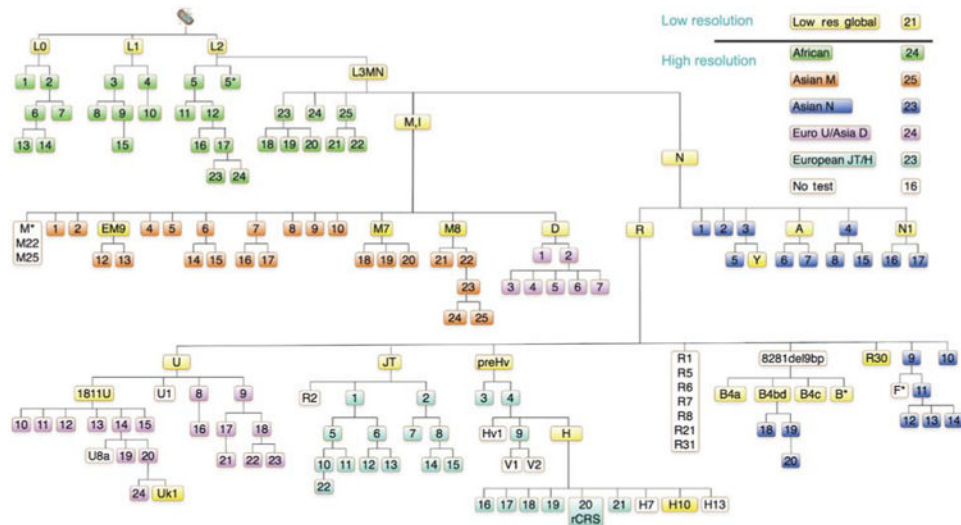 Low resolution
Low res global 21
High resolution
African 24
Asian M 25
Asian N 23
Euro U/Asia D 24
European JT/H 23
No test 16
L0 L1 L2
L3MN
1 2 3 4 5 5*
6 7 8 9 10 11 12
23 24 25
13 14 15 16 17
18 19 20 21 22
23 24
M,I
N
M*
M22
M25
1 2 EM9 4 5 6 7 8 9 10 M7 M8 D
R 1 2 3 A 4 N1
12 13 14 15 16 17 18 19 20 21 22
1 2
5 Y 6 7 8 15 16 17
23
3 4 5 6 7
24 25
U JT preHv
R1
R5
R6
R7
R8
R21
R31
8281del9bp R30 9 10
1811U U1 8 9
R2 1 2
3 4
B4a B4bd B4c B*
F* 11
10 11 12 13 14 15 16 17 18
5 6 7 8
Hv1 9 H
18 19
12 13 14
U8a 19 20 21 22 23
10 11 12 13 14 15
V1 V2
20
24 Uk1
22
16 17 18 19 20 21 H7 H10 H13
rCRS